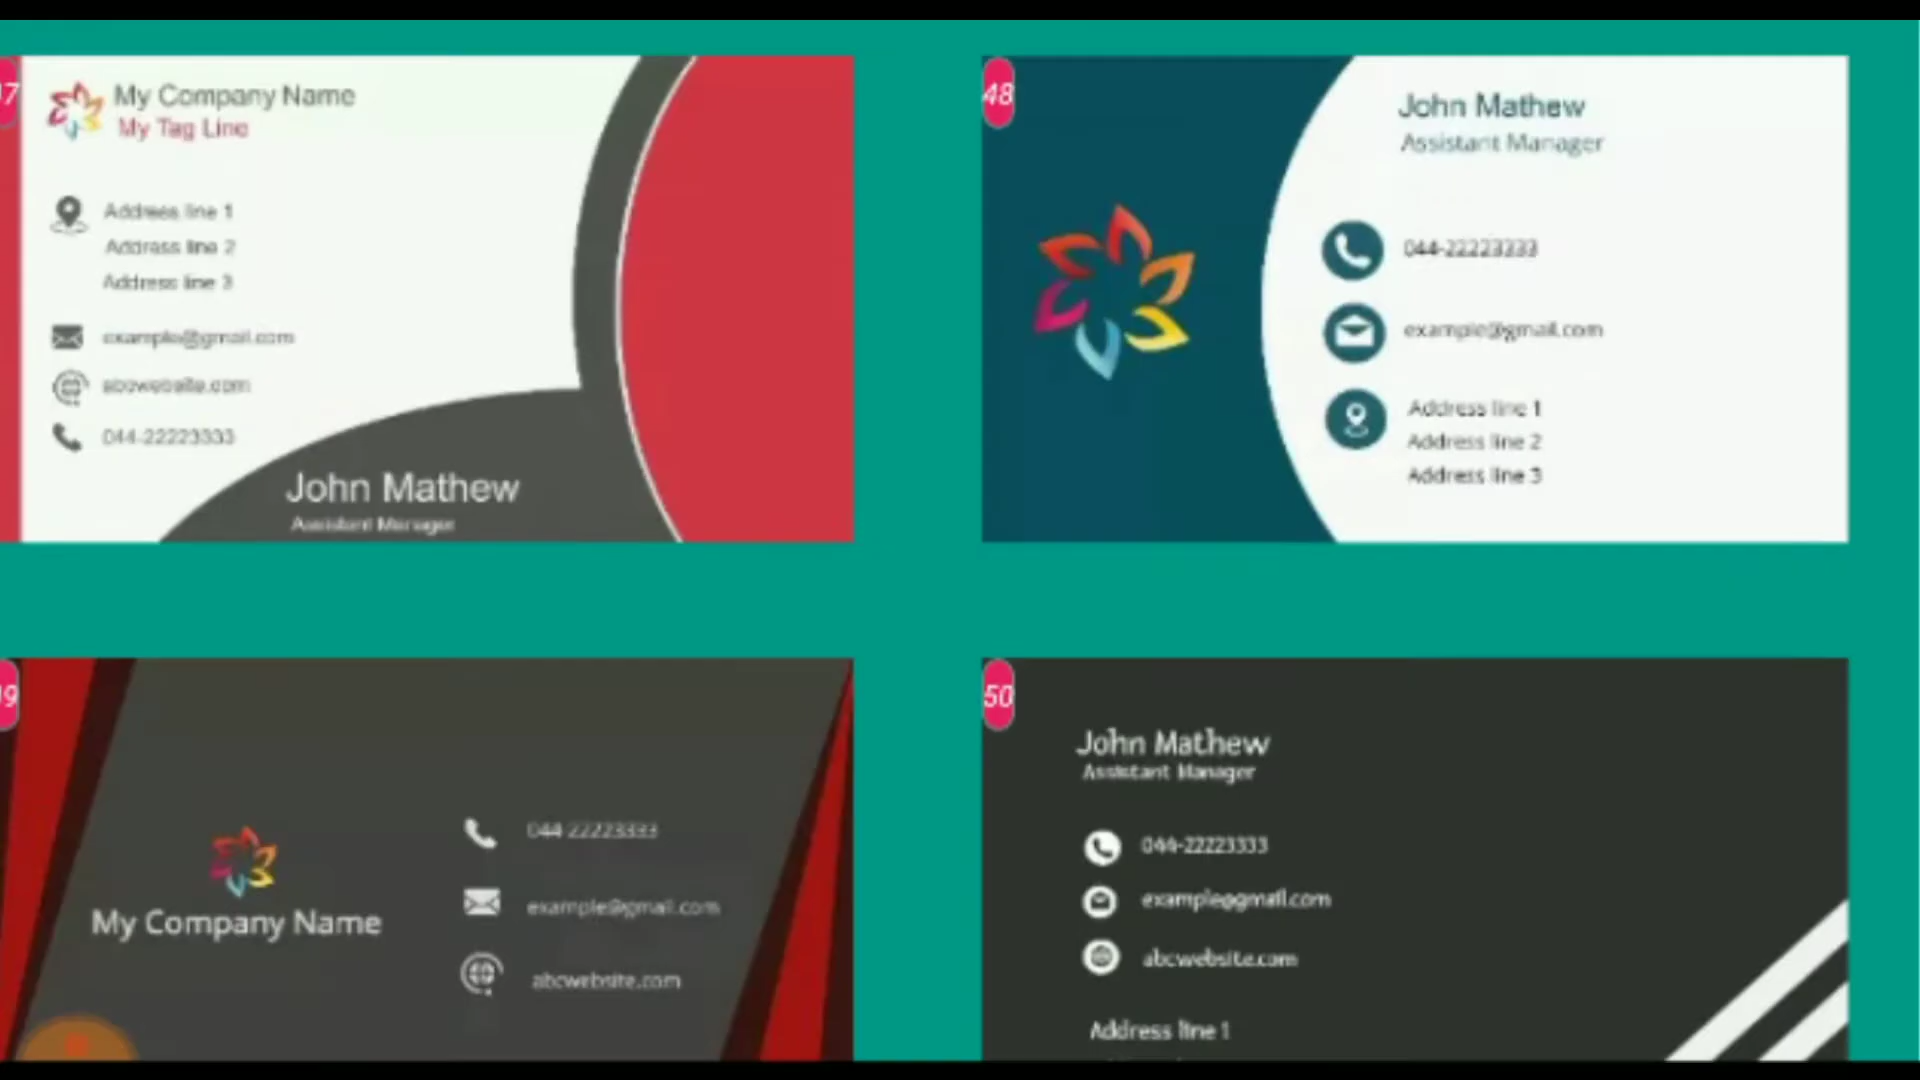 7
My Company Name
My Tag Line
Address line 1
Address line 2
Address line 3
example@gmail.com
abcwebsite.com
044-22223333
John Mathew
Assistant Manager
48
John Mathew
Assistant Manager
044-22223333
example@gmail.com
Address line 1
Address line 2
Address line 3
9
My Company Name
044-22223333
example@gmail.com
abcwebsite.com
50
John Mathew
Assistant Manager
044-22223333
example@gmail.com
abcwebsite.com
Address line 1